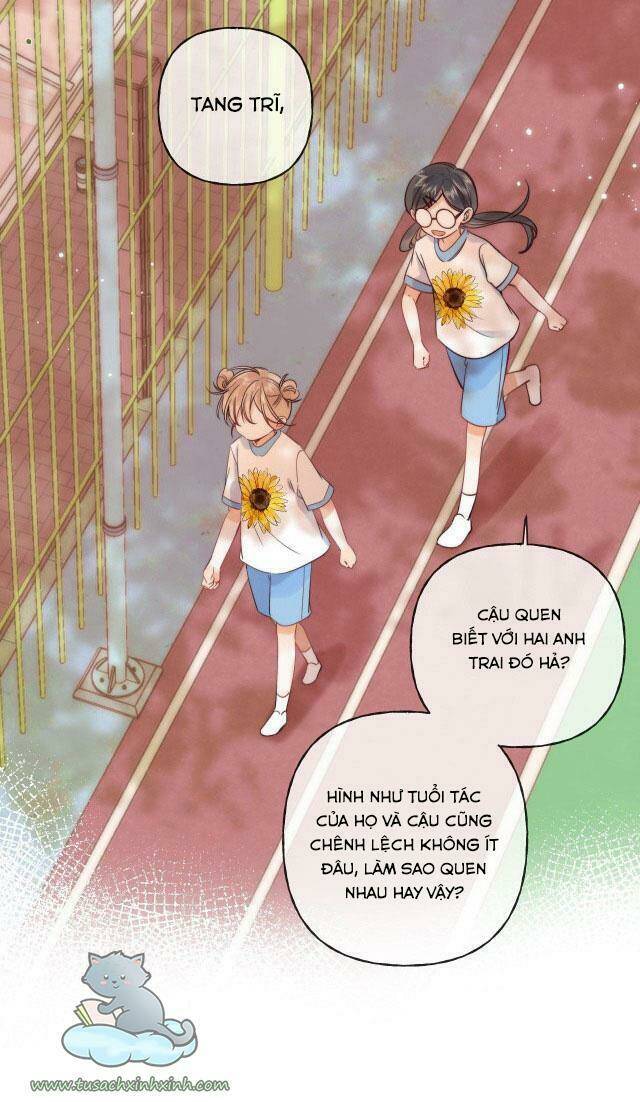 TANG TRĨ,
CẬU QUEN
BIẾT VỚI HAI ANH
TRAI ĐÓ HẢ?
HÌNH NHƯ TUỔI TÁC
CỦA HỌ VÀ CẬU CŨNG
CHÊNH LỆCH KHÔNG ÍT
ĐÂU, LÀM SAO QUEN
NHAU HAY VẬY?
www.tusachxinhxinh.com